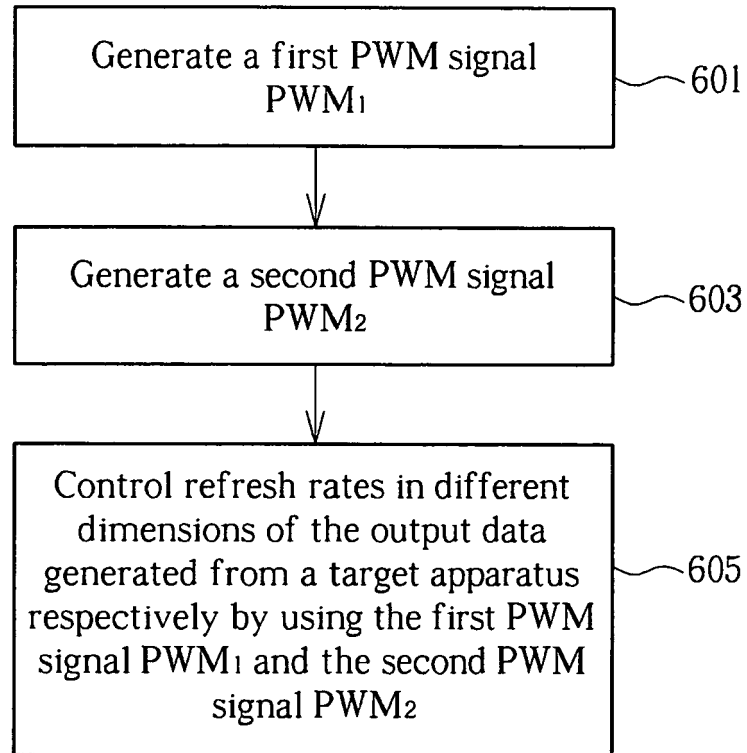 Generate a first PWM signal
PWM₁
601
Generate a second PWM signal
PWM₂
603
Control refresh rates in different
dimensions of the output data
generated from a target apparatus
respectively by using the first PWM
signal PWM₁ and the second PWM
signal PWM₂
605